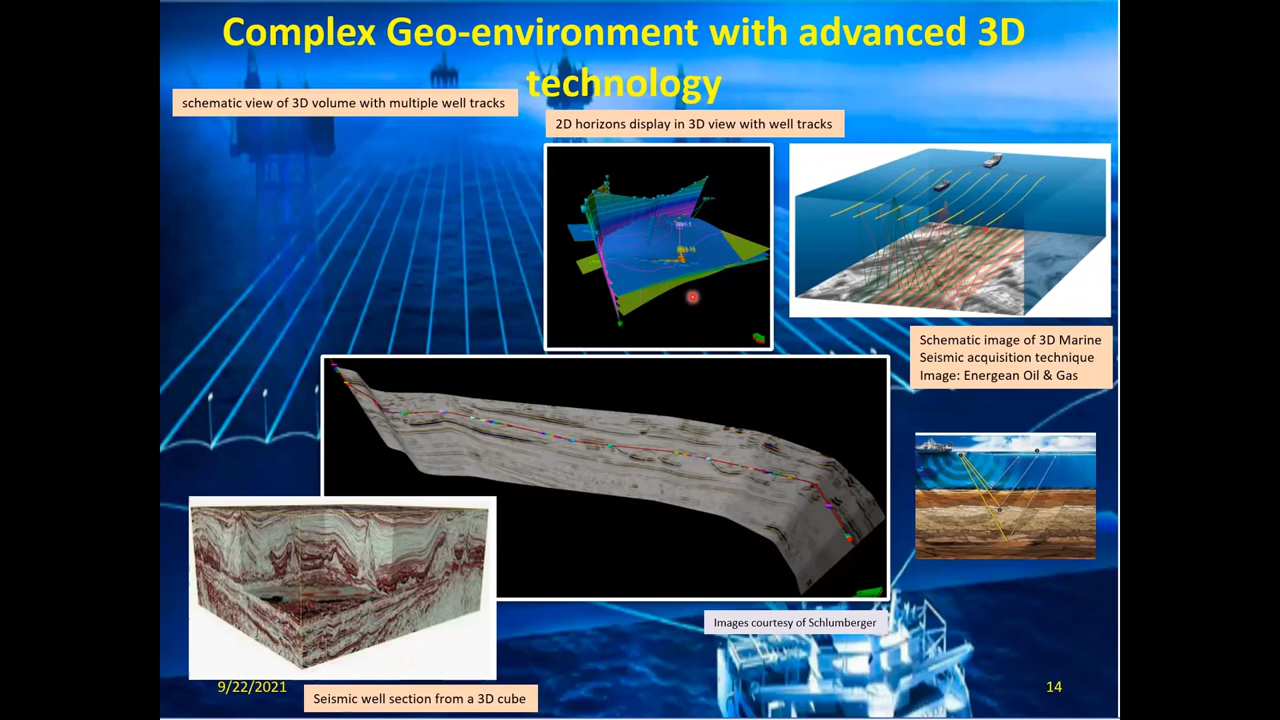 Complex Geo-environment with advanced 3D
technology
schematic view of 3D volume with multiple well tracks
2D horizons display in 3D view with well tracks
Schematic image of 3D Marine
Seismic acquisition technique
Image: Energean Oil & Gas
Images courtesy of Schlumberger
9/22/2021
14
Seismic well section from a 3D cube